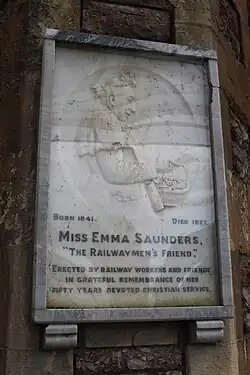 BORN 1841. DIED 1927.
MISS EMMA SAUNDERS,
"THE RAILWAYMEN'S FRIEND."
ERECTED BY RAILWAY WORKERS AND FRIENDS,
IN GRATEFUL REMEMBRANCE OF HER
FIFTY YEARS DEVOTED CHRISTIAN SERVICE.